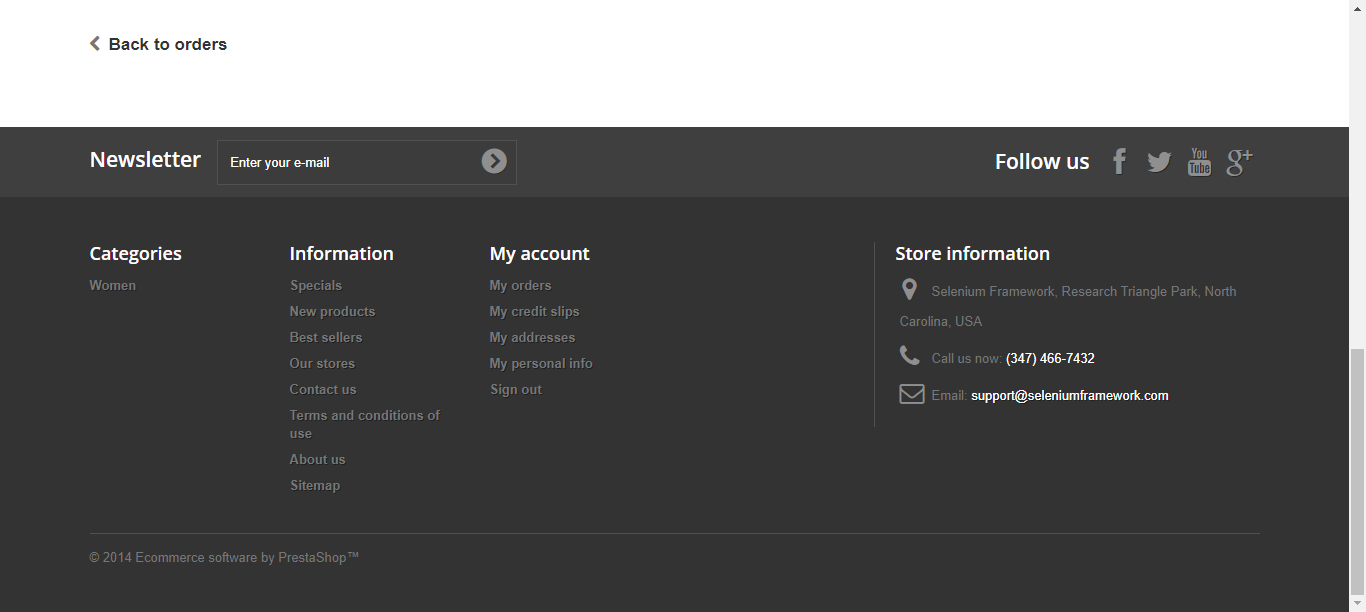 Back to orders
Newsletter
Enter your e-mail
Follow us
You
Tube
g+
Categories
Women
Information
Specials
New products
Best sellers
Our stores
Contact us
Terms and conditions of
use
About us
Sitemap
My account
My orders
My credit slips
My addresses
My personal info
Sign out
Store information
Selenium Framework, Research Triangle Park, North
Carolina, USA
Call us now: (347) 466-7432
Email: support@seleniumframework.com
© 2014 Ecommerce software by PrestaShop™